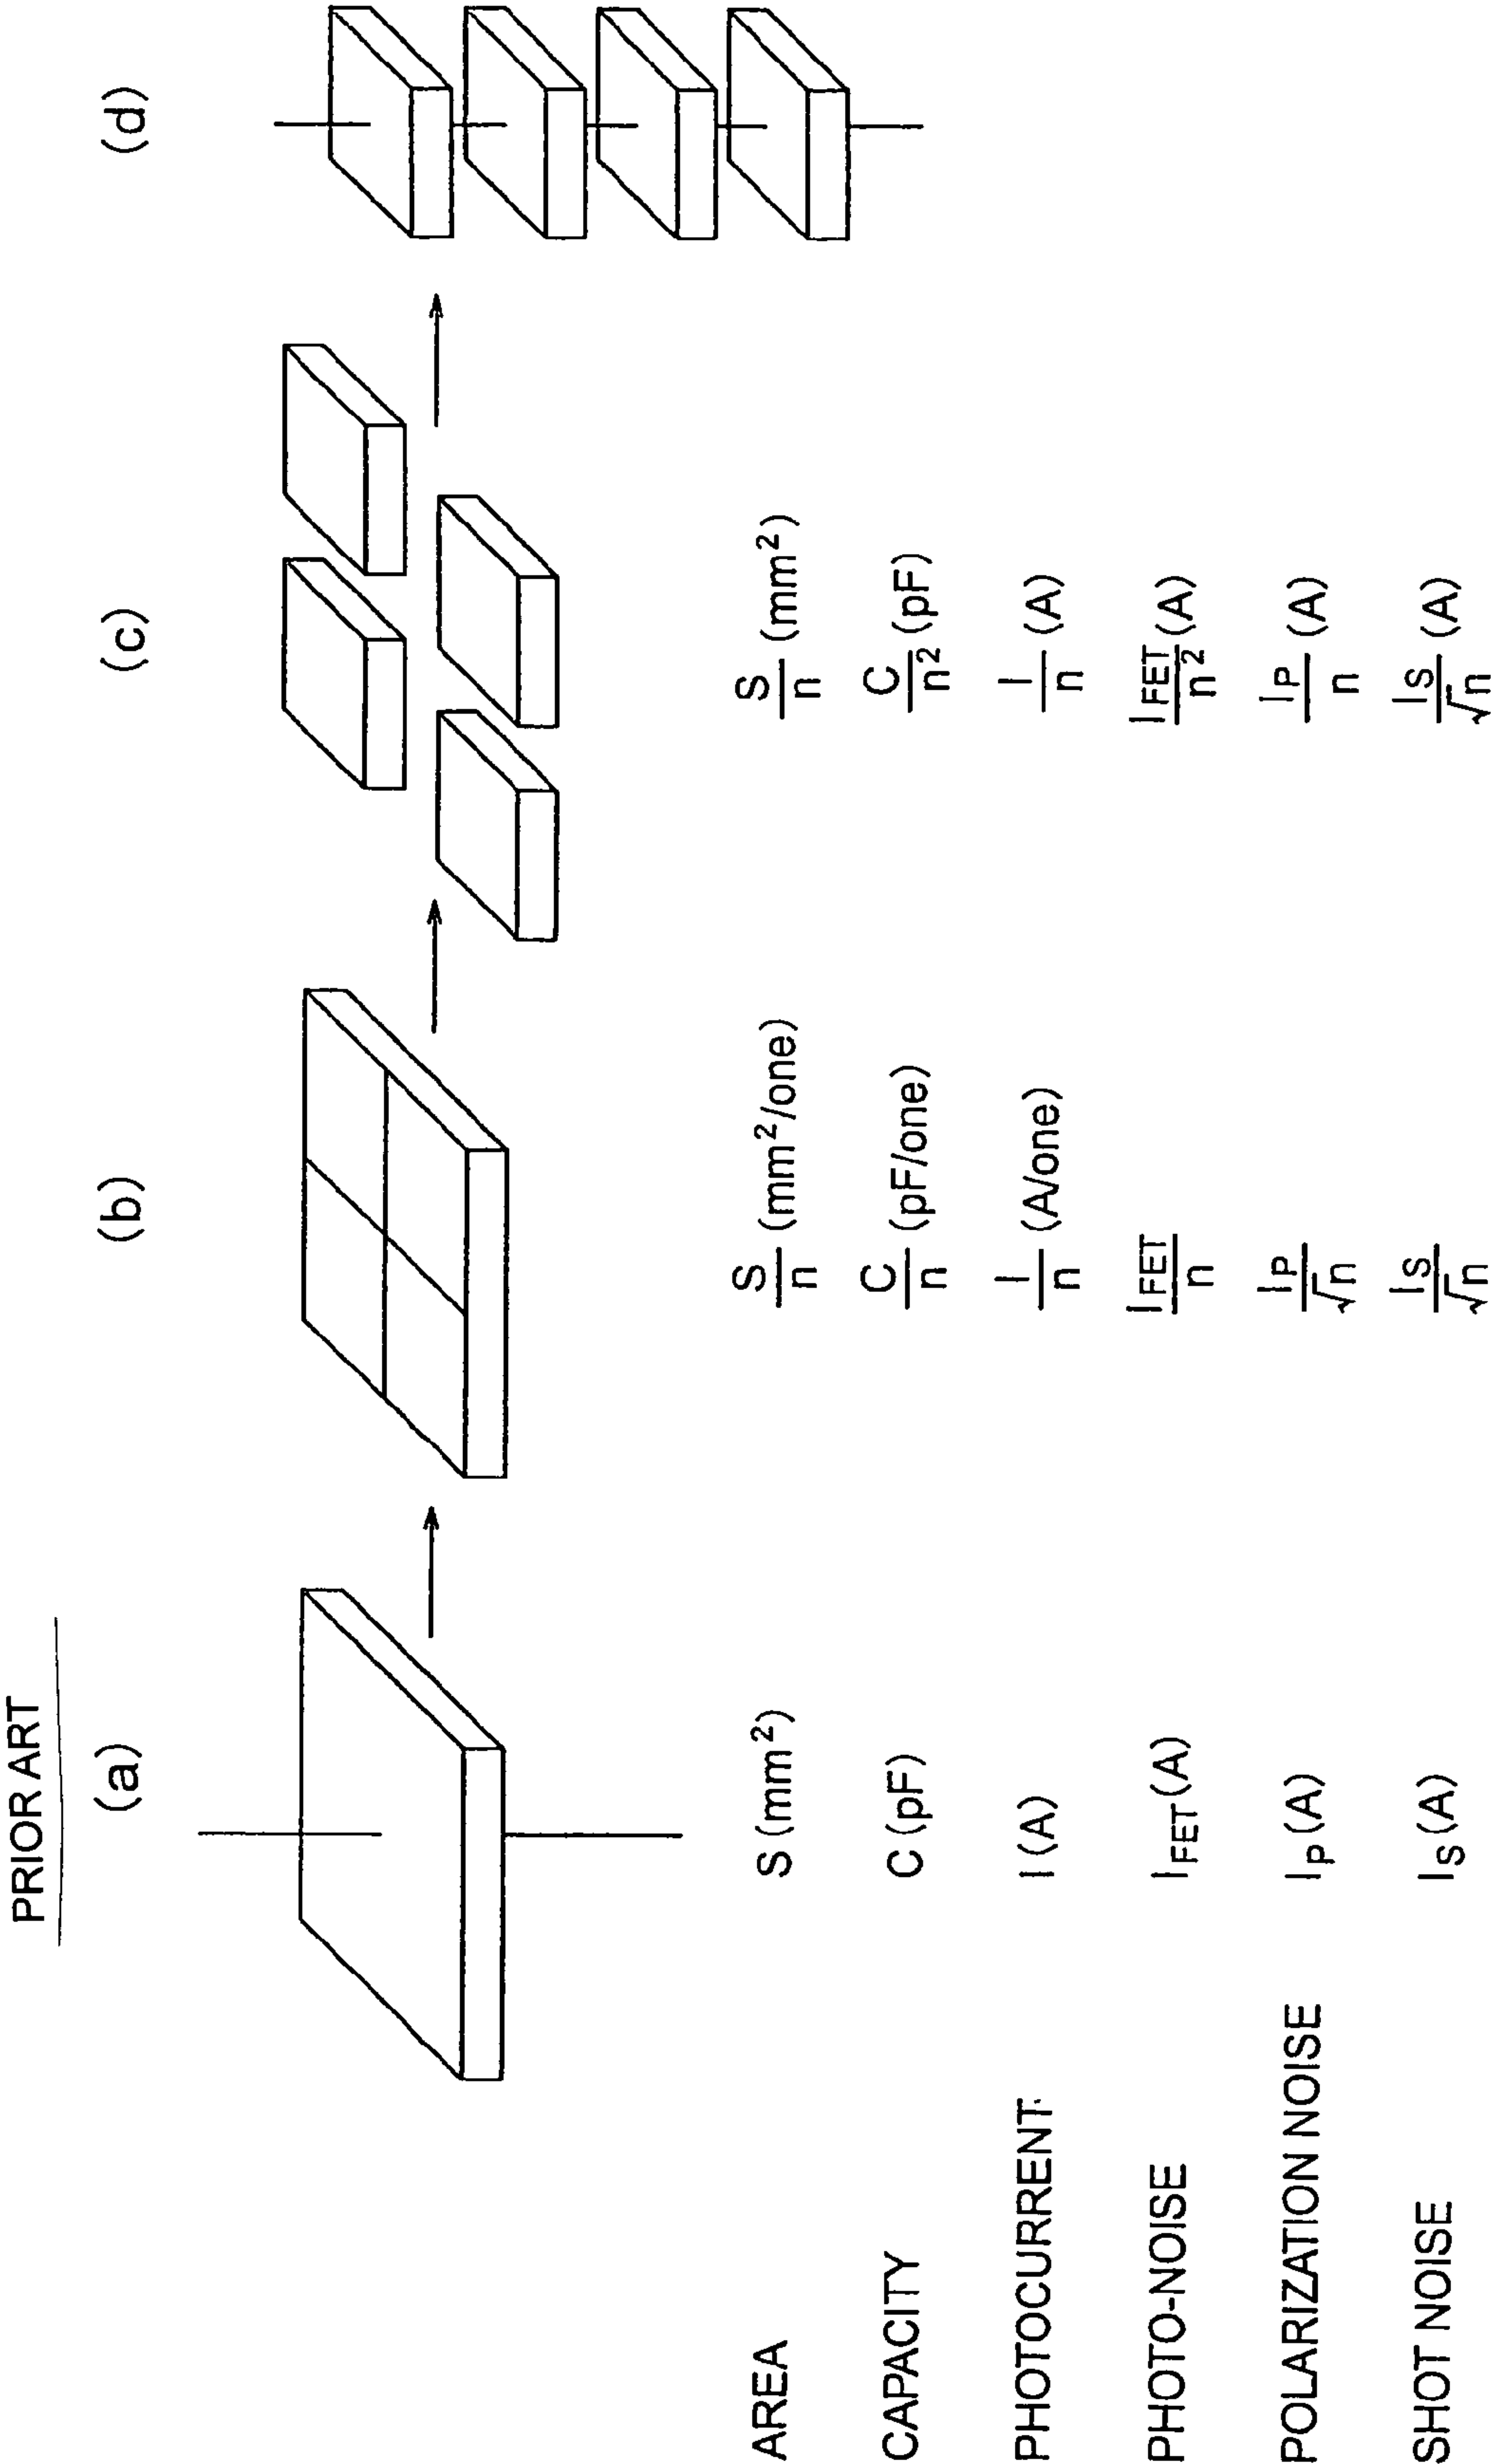 PRIOR ART
(a) (b) (c) (d)
AREA S (mm²) S/n (mm²/one) S/n (mm²)
CAPACITY C (pF) C/n (pF/one) C/n² (pF)
PHOTOCURRENT I (A) I/n (A/one) I/n (A)
PHOTO-NOISE I_FET (A) I_FET/n I_FET/n² (A)
POLARIZATION NOISE I_P (A) I_P/√n I_P/n (A)
SHOT NOISE I_S (A) I_S/√n I_S/√n (A)